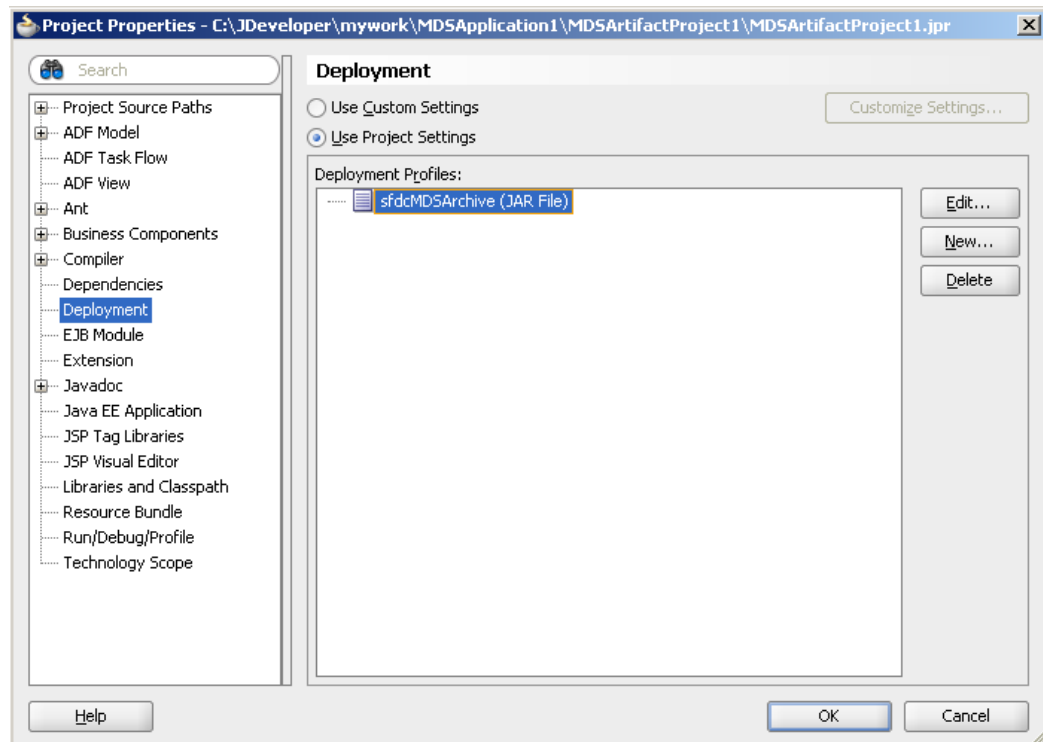 Project Properties - C:\JDeveloper\mywork\MDSApplication1\MDSArtifactProject1\MDSArtifactProject1.jpr
Search
Project Source Paths
ADF Model
ADF Task Flow
ADF View
Ant
Business Components
Compiler
Dependencies
Deployment
EJB Module
Extension
Javadoc
Java EE Application
JSP Tag Libraries
JSP Visual Editor
Libraries and Classpath
Resource Bundle
Run/Debug/Profile
Technology Scope
Deployment
Use Custom Settings
Customize Settings...
Use Project Settings
Deployment Profiles:
sfdcMDSArchive (JAR File)
Edit...
New...
Delete
Help
OK
Cancel